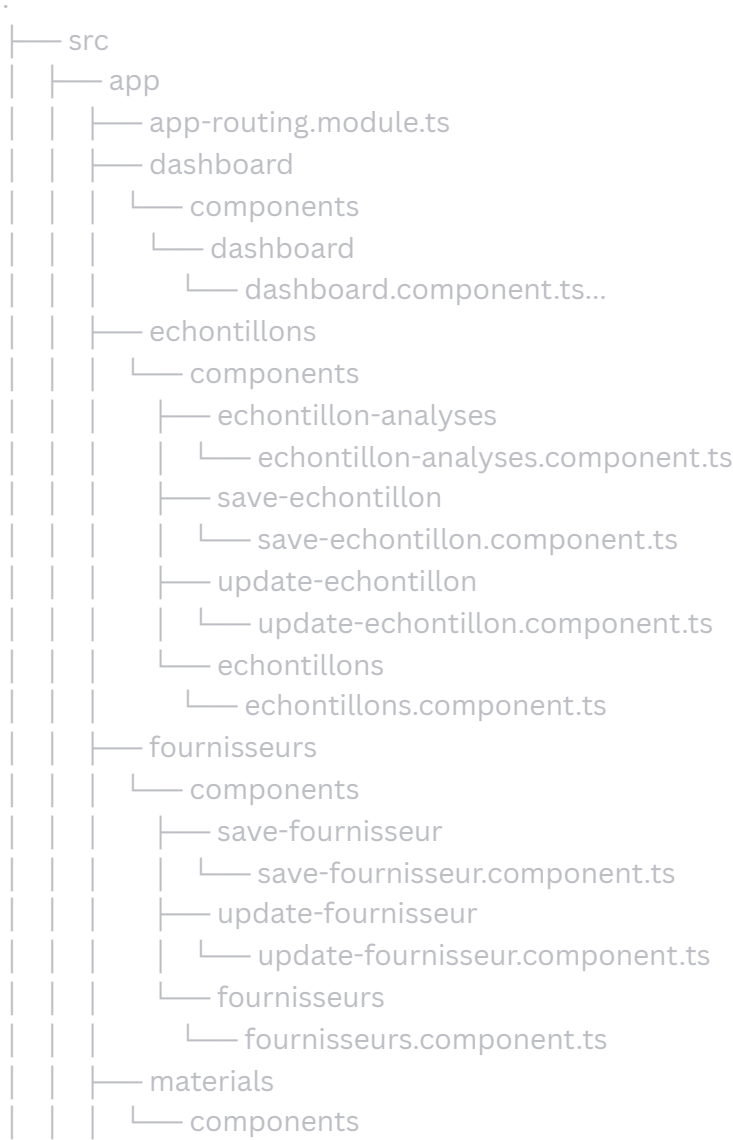 .
├── src
│ ├── app
│ │ ├── app-routing.module.ts
│ │ ├── dashboard
│ │ │ └── components
│ │ │ └── dashboard
│ │ │ └── dashboard.component.ts...
│ │ ├── echontillons
│ │ │ └── components
│ │ │ ├── echontillon-analyses
│ │ │ │ └── echontillon-analyses.component.ts
│ │ │ ├── save-echontillon
│ │ │ │ └── save-echontillon.component.ts
│ │ │ ├── update-echontillon
│ │ │ │ └── update-echontillon.component.ts
│ │ │ └── echontillons
│ │ │ └── echontillons.component.ts
│ │ ├── fournisseurs
│ │ │ └── components
│ │ │ ├── save-fournisseur
│ │ │ │ └── save-fournisseur.component.ts
│ │ │ ├── update-fournisseur
│ │ │ │ └── update-fournisseur.component.ts
│ │ │ └── fournisseurs
│ │ │ └── fournisseurs.component.ts
│ │ ├── materials
│ │ │ └── components